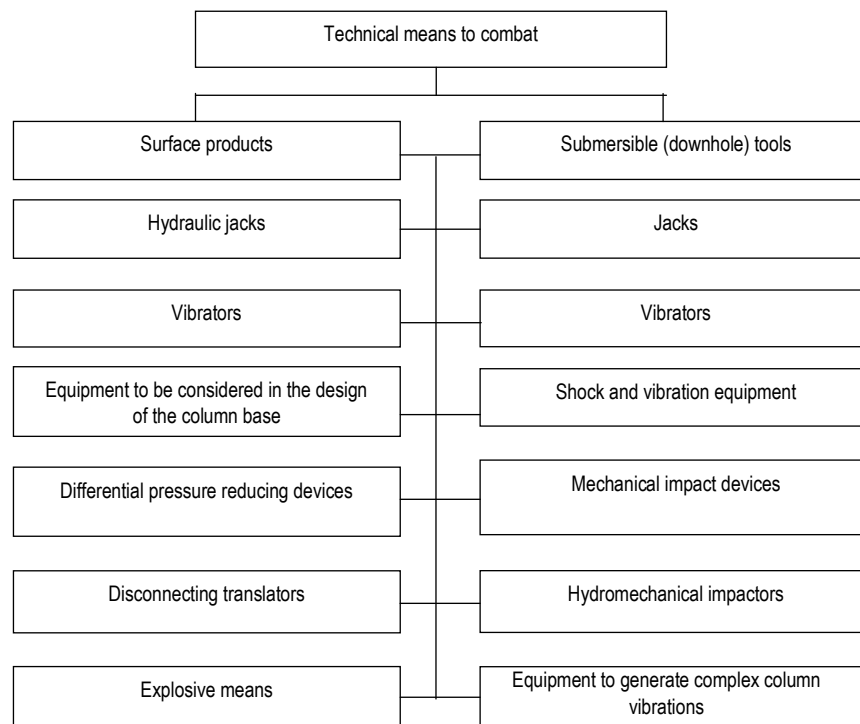 Technical means to combat
Surface products
Submersible (downhole) tools
Hydraulic jacks
Jacks
Vibrators
Vibrators
Equipment to be considered in the design
of the column base
Shock and vibration equipment
Differential pressure reducing devices
Mechanical impact devices
Disconnecting translators
Hydromechanical impactors
Explosive means
Equipment to generate complex column
vibrations